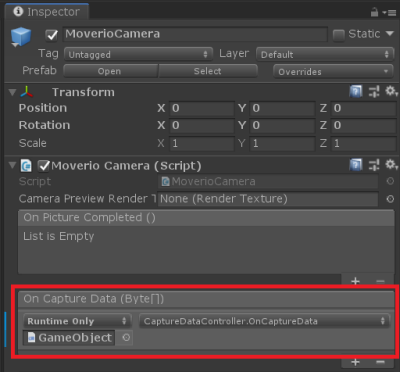 Inspector
MoverioCamera
Static
Tag Untagged Layer Default
Prefab Open Select Overrides
Transform
Position X 0 Y 0 Z 0
Rotation X 0 Y 0 Z 0
Scale X 1 Y 1 Z 1
Moverio Camera (Script)
Script MoverioCamera
Camera Preview Render T None (Render Texture)
On Picture Completed ()
List is Empty
+ −
On Capture Data (Byte[])
Runtime Only CaptureDataController.OnCaptureData
GameObject
+ −